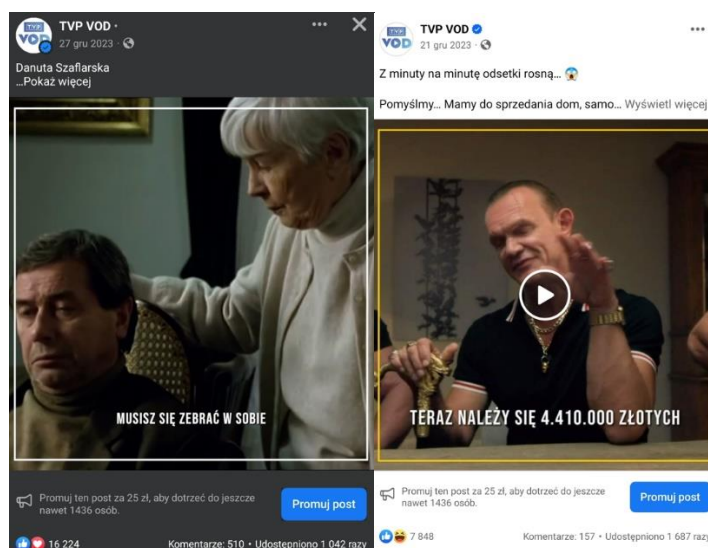 TVP VOD
27 gru 2023
Danuta Szaflarska
...Pokaż więcej
TVP
VOD
MUSISZ SIĘ ZEBRAĆ W SOBIE
Promuj ten post za 25 zł, aby dotrzeć do jeszcze
nawet 1436 osób.
Promuj post
16 224
Komentarze: 510 • Udostępniono 1 042 razy
TVP VOD
21 gru 2023
TVP
VOD
Z minuty na minutę odsetki rosną... 😱
Pomyślmy... Mamy do sprzedania dom, samo... Wyświetl więcej
TERAZ NALEŻY SIĘ 4.410.000 ZŁOTYCH
Promuj ten post za 25 zł, aby dotrzeć do jeszcze
nawet 1436 osób.
Promuj post
7 848
Komentarze: 157 • Udostępniono 1 687 razy